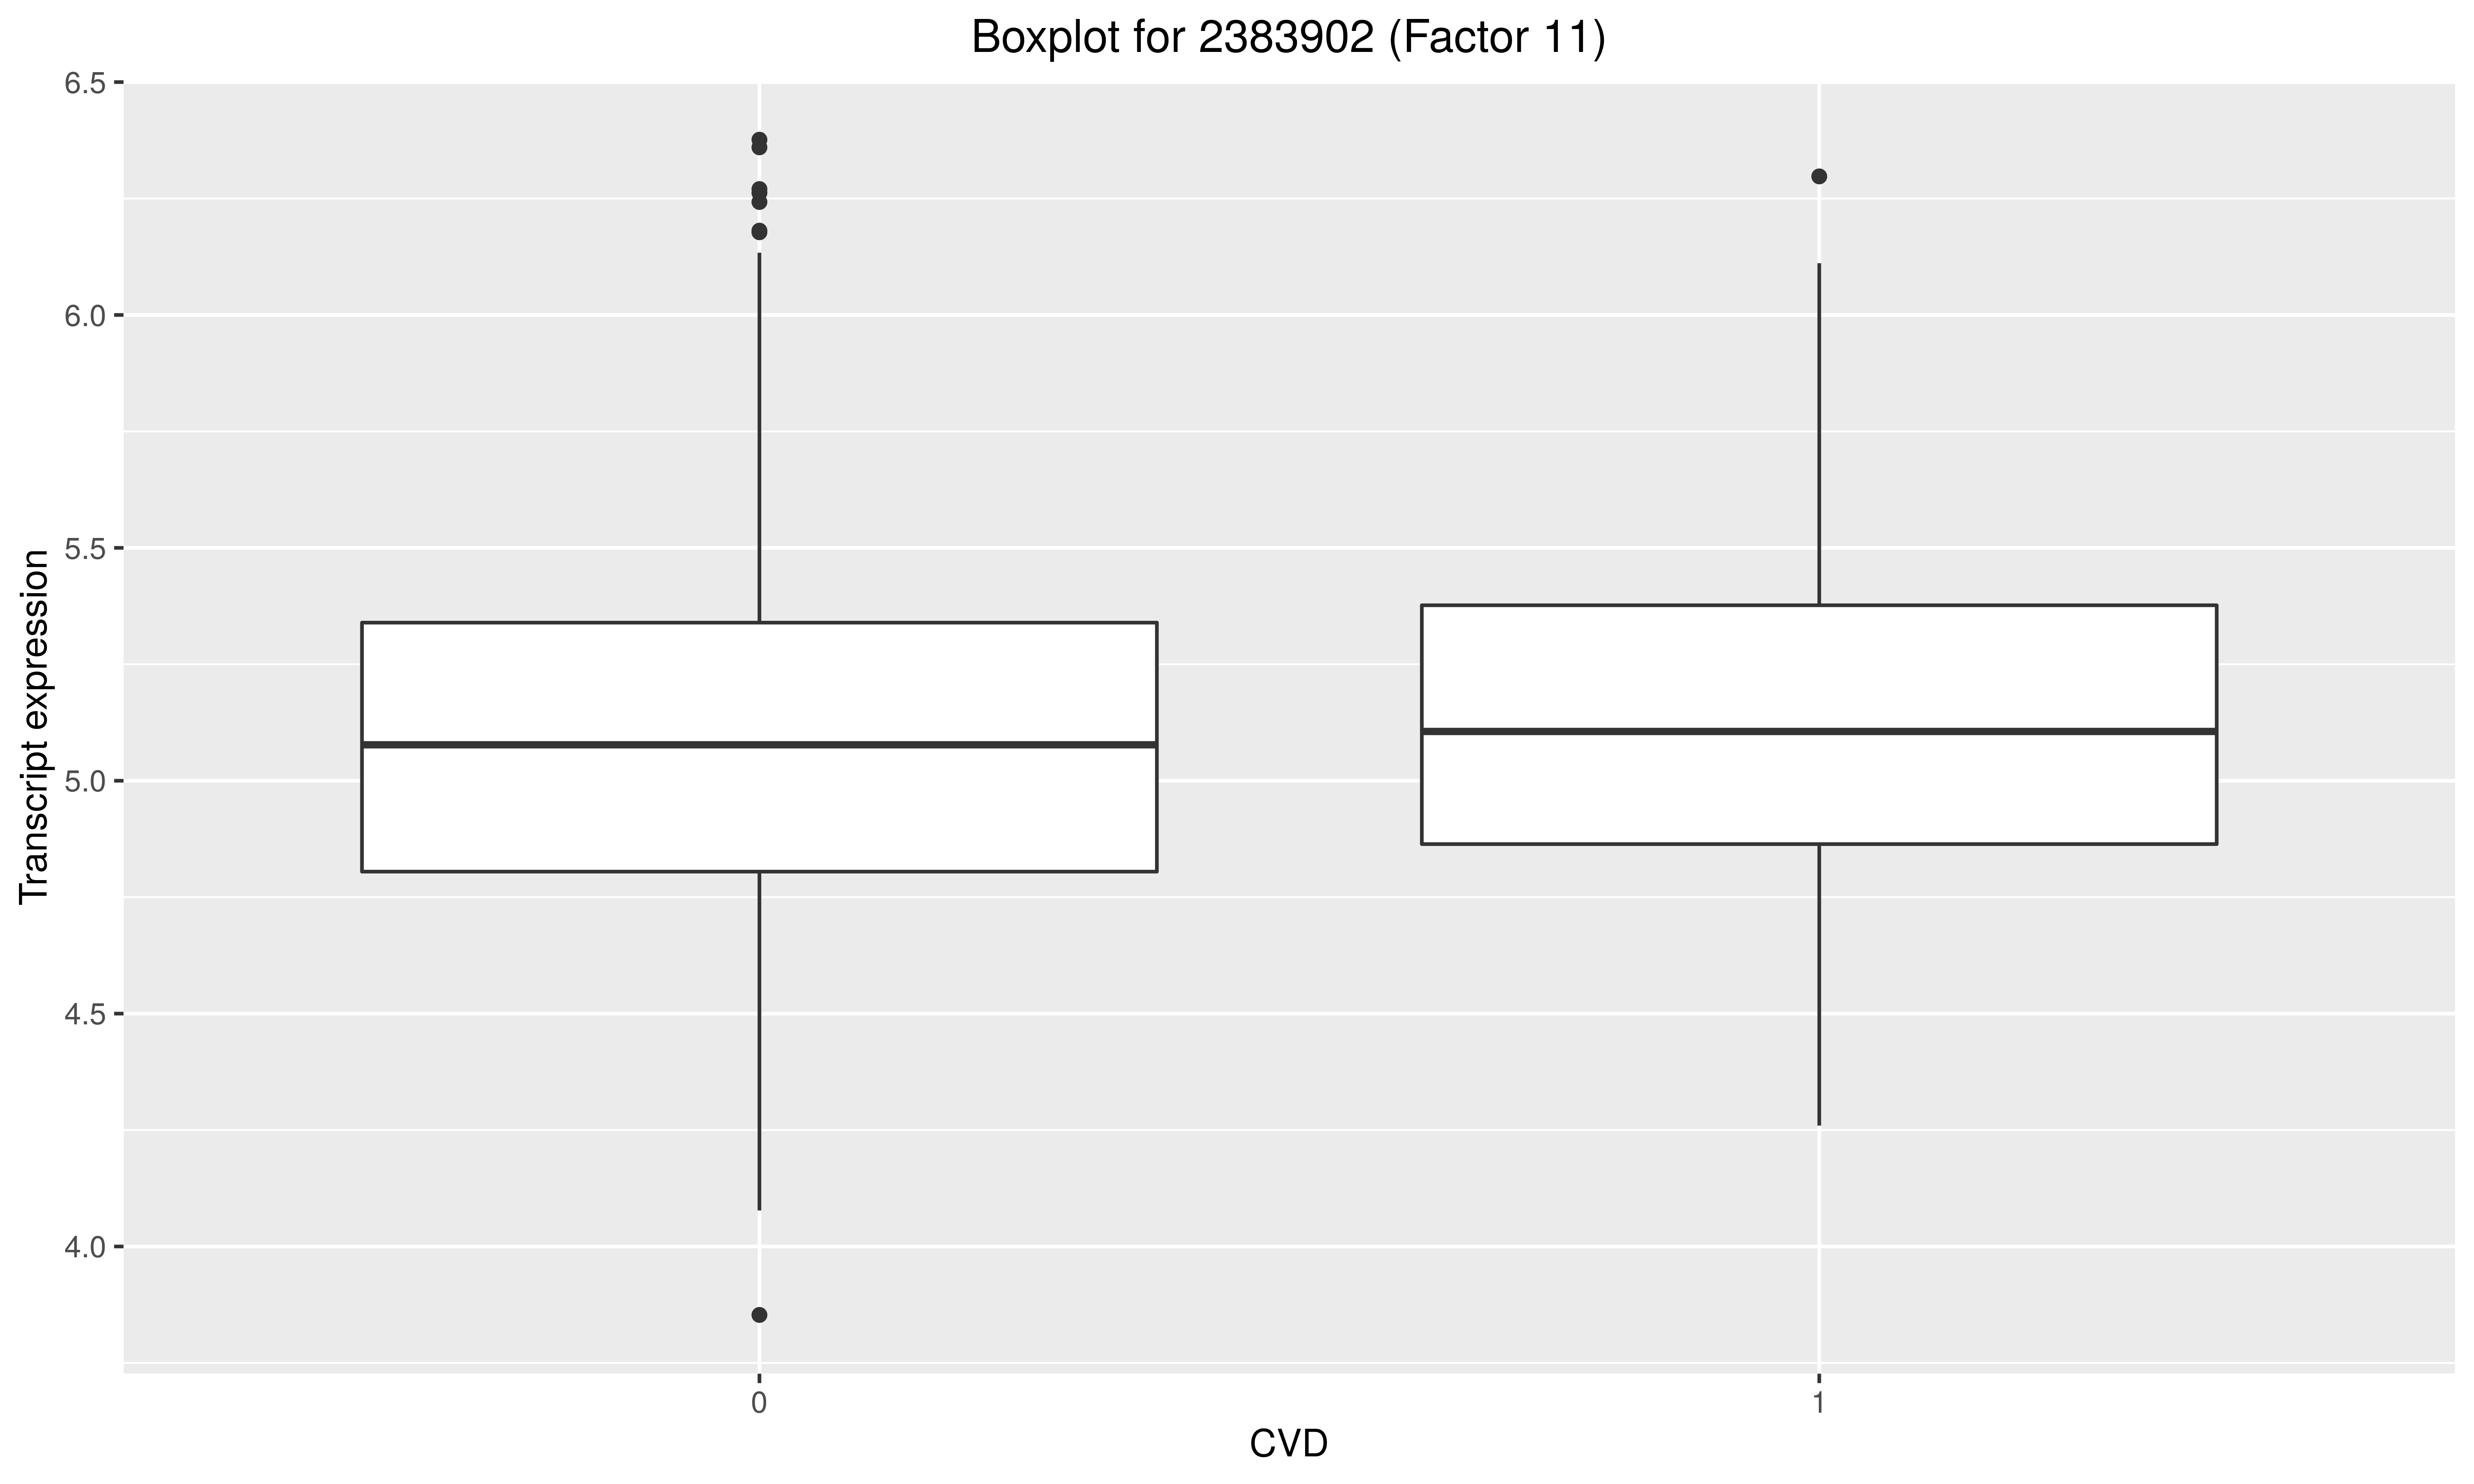 Boxplot for 2383902 (Factor 11)
Transcript expression
6.5
6.0
5.5
5.0
4.5
4.0
0
1
CVD